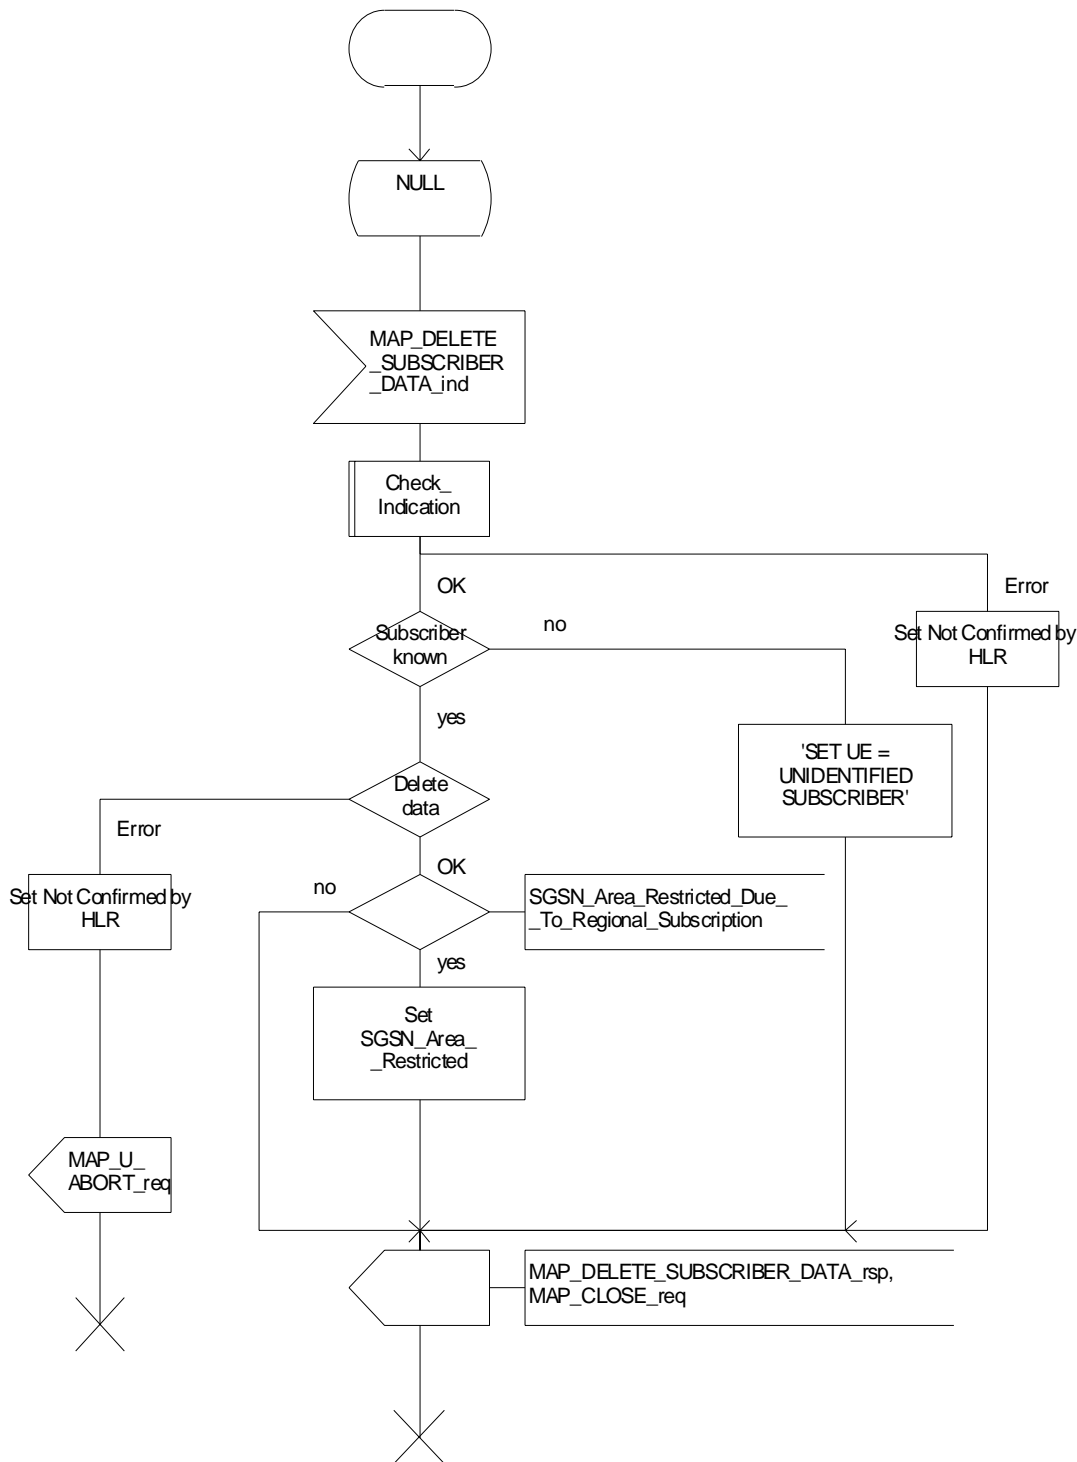 NULL
MAP_DELETE
_SUBSCRIBER
_DATA_ind
Check_
Indication
OK
Error
Subscriber
known
no
Set Not Confirmed by
HLR
yes
'SET UE =
UNIDENTIFIED
SUBSCRIBER'
Delete
data
Error
OK
Set Not Confirmed by
HLR
no
SGSN_Area_Restricted_Due_
_To_Regional_Subscription
yes
Set
SGSN_Area_
_Restricted
MAP_U_
ABORT_req
MAP_DELETE_SUBSCRIBER_DATA_rsp,
MAP_CLOSE_req